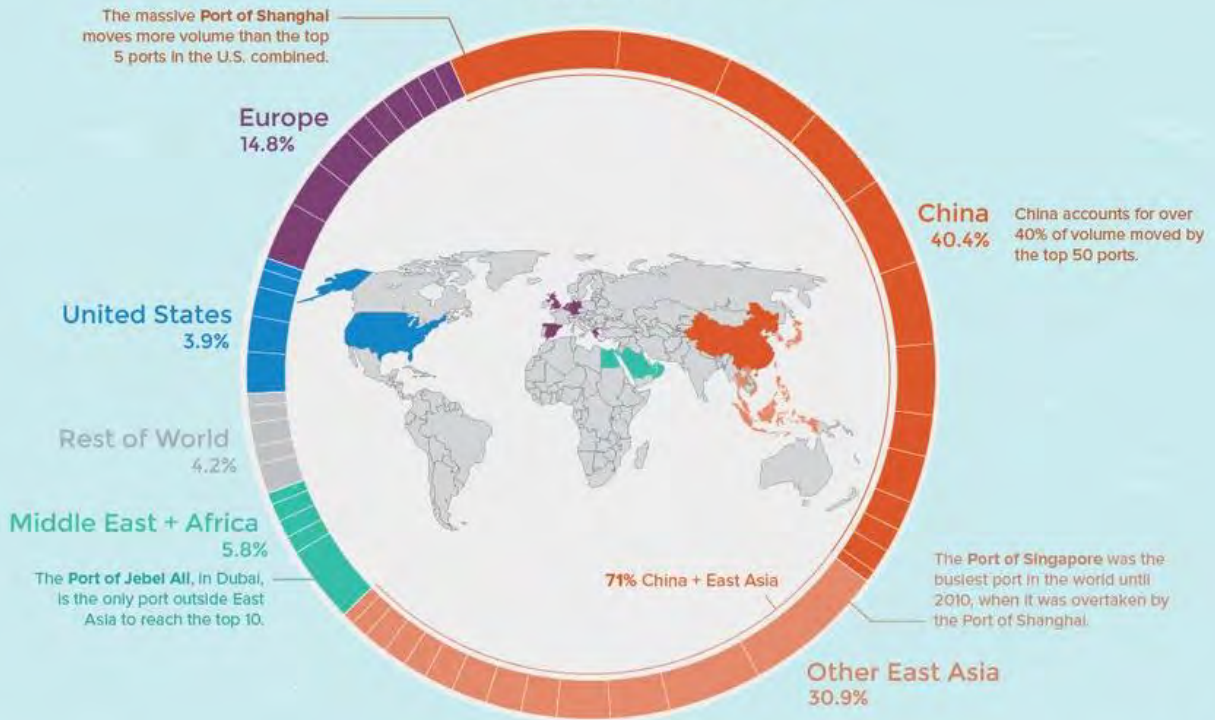 The massive Port of Shanghai
moves more volume than the top
5 ports in the U.S. combined.
Europe
14.8%
China
40.4%
China accounts for over
40% of volume moved by
the top 50 ports.
United States
3.9%
Rest of World
4.2%
Middle East + Africa
5.8%
The Port of Jebel Ali, in Dubai,
is the only port outside East
Asia to reach the top 10.
71% China + East Asia
The Port of Singapore was the
busiest port in the world until
2010, when it was overtaken by
the Port of Shanghai.
Other East Asia
30.9%